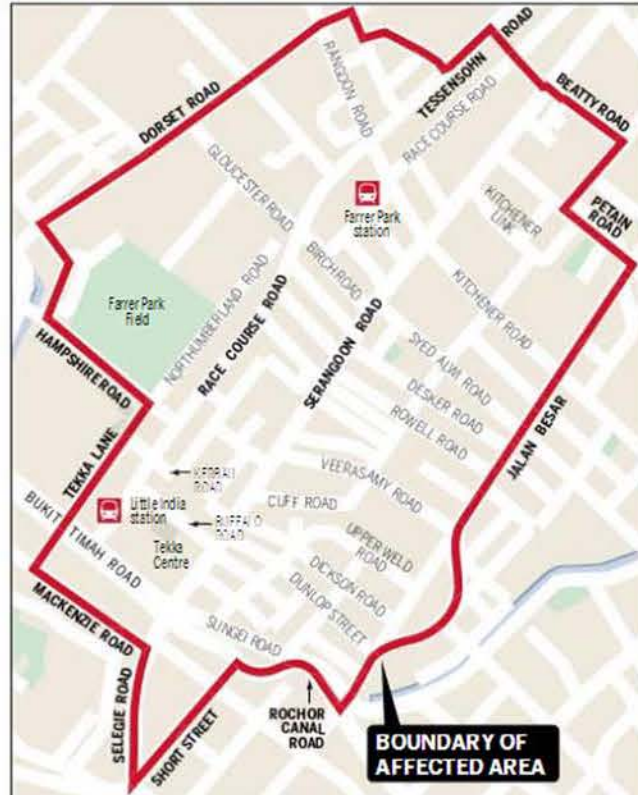 DORSET ROAD
RANGOON ROAD
TESSENSOHN ROAD
RACE COURSE ROAD
BEATTY ROAD
GLOUCESTER ROAD
Farrer Park
station
KITCHENER
LINK
PETAIN
ROAD
BIRCH ROAD
KITCHENER ROAD
Farrer Park
Field
NORTHUMBERLAND ROAD
RACE COURSE ROAD
SERANGOON ROAD
SYED ALWI ROAD
DESKER ROAD
ROWELL ROAD
JALAN BESAR
HAMPSHIRE ROAD
TEKKA LANE
ROAD
VEERASAMY ROAD
Little India
station
CUFF ROAD
BUFFALO
ROAD
BUKIT TIMAH ROAD
Tekka
Centre
UPPER WELD
ROAD
DICKSON ROAD
DUNLOP STREET
MACKENZIE ROAD
SUNGEI ROAD
SELEGIE ROAD
SHORT STREET
ROCHOR
CANAL
ROAD
BOUNDARY OF
AFFECTED AREA